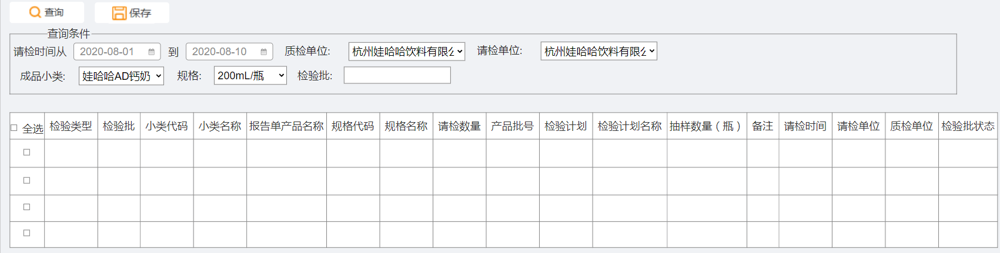 查询 保存
查询条件
请检时间从 2020-08-01 到 2020-08-10 质检单位: 杭州娃哈哈饮料有限 请检单位: 杭州娃哈哈饮料有限
成品小类: 娃哈哈AD钙奶 规格: 200mL/瓶 检验批:
全选 检验类型 检验批 小类代码 小类名称 报告单产品名称 规格代码 规格名称 请检数量 产品批号 检验计划 检验计划名称 抽样数量（瓶） 备注 请检时间 请检单位 质检单位 检验批状态